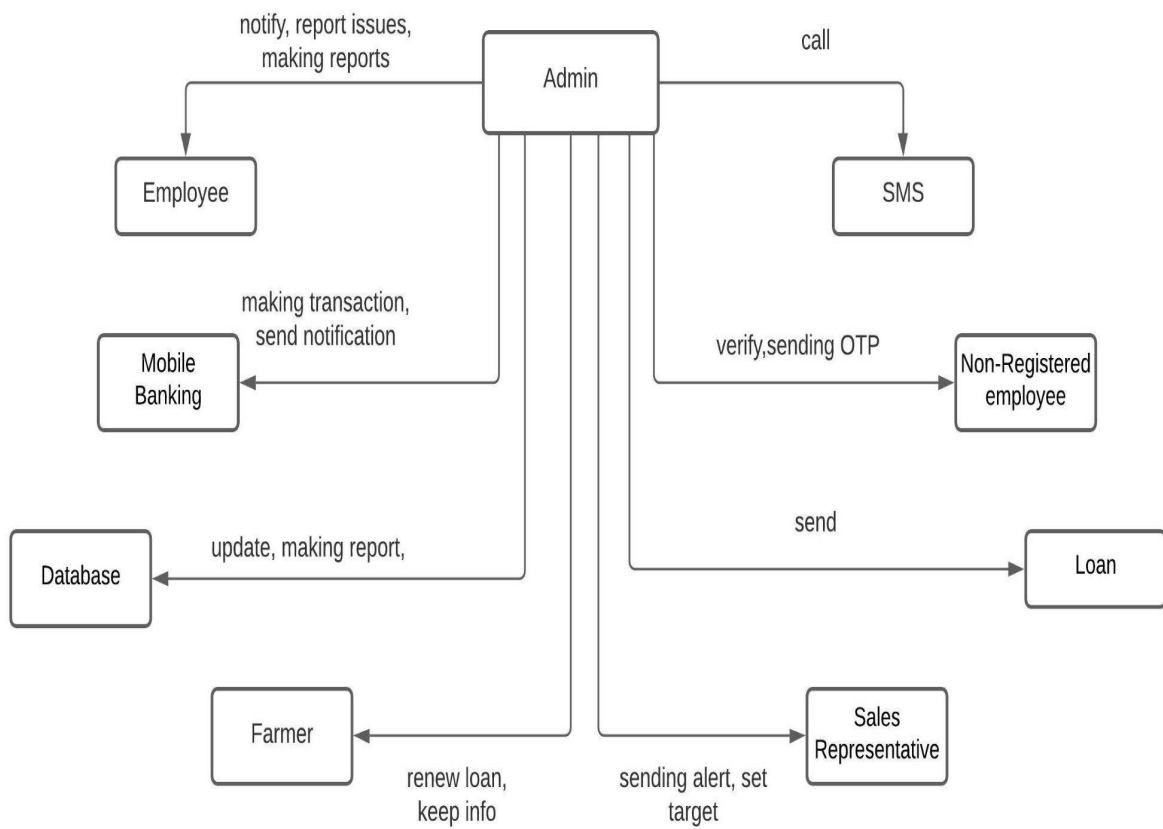 notify, report issues,
making reports
Admin
call
Employee
SMS
making transaction,
send notification
Mobile
Banking
verify,sending OTP
Non-Registered
employee
send
update, making report,
Database
Loan
Farmer
Sales
Representative
renew loan,
keep info
sending alert, set
target